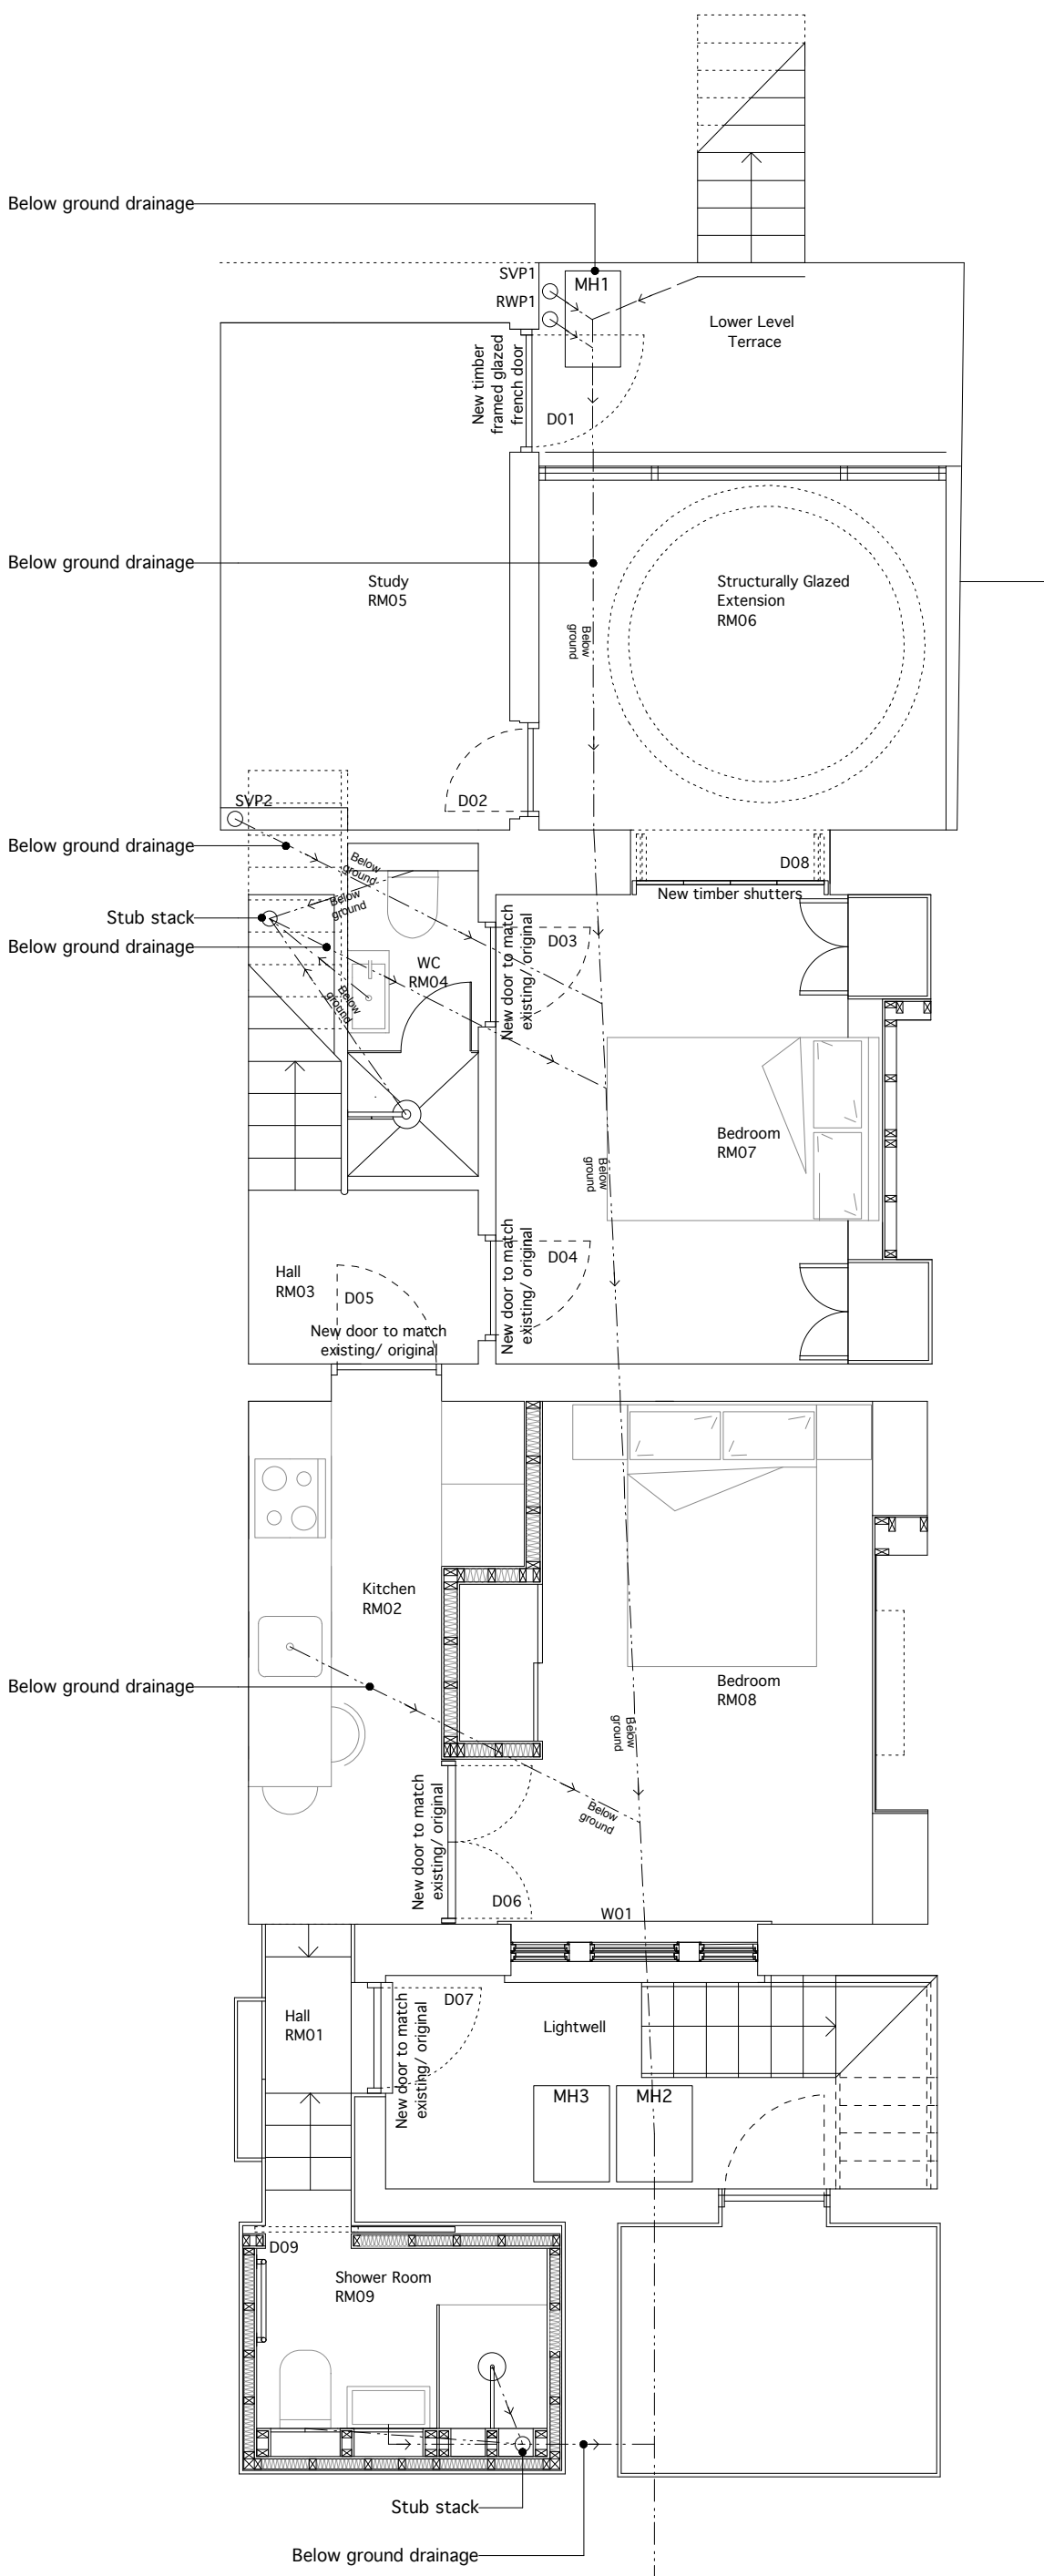 Below ground drainage
SVP1
MH1
RWP1
Lower Level
Terrace
New timber
framed glazed
french door
D01
Below ground drainage
Study
RM05
Structurally Glazed
Extension
RM06
Below
ground
SVP2
D02
Below ground drainage
Below
ground
D08
New timber shutters
Below
ground
Stub stack
Below ground drainage
WC
RM04
New door to match
existing/ original
D03
Below
ground
Bedroom
RM07
Below
ground
New door to match
existing/ original
D04
Hall
RM03
D05
New door to match
existing/ original
Kitchen
RM02
Below ground drainage
Bedroom
RM08
Below
ground
Below
ground
New door to match
existing/ original
D06
W01
Hall
RM01
D07
New door to match
existing/ original
Lightwell
MH3
MH2
D09
Shower Room
RM09
Stub stack
Below ground drainage